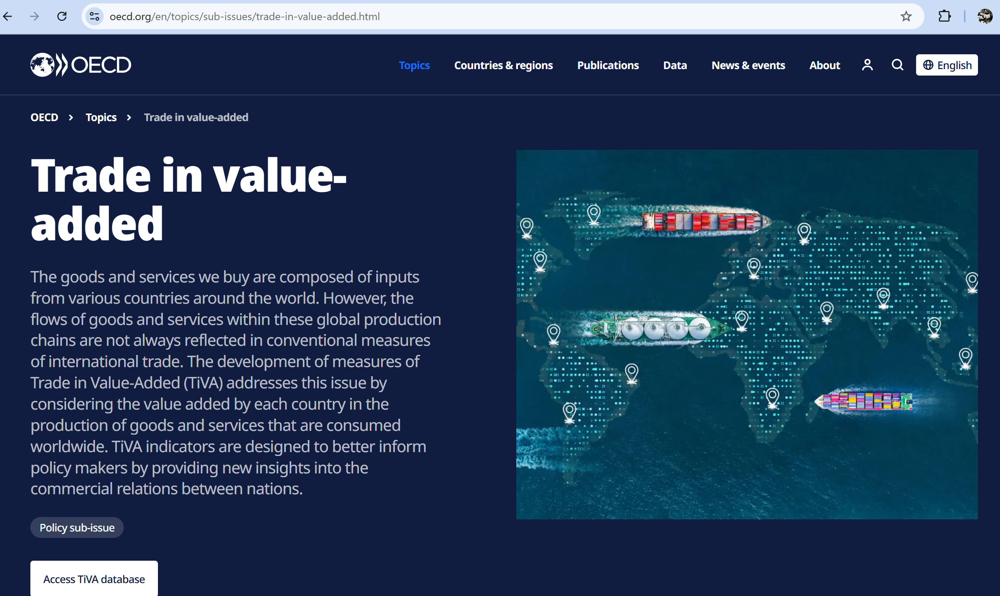 oecd.org/en/topics/sub-issues/trade-in-value-added.html
OECD
Topics
Countries & regions
Publications
Data
News & events
About
English
OECD > Topics > Trade in value-added
Trade in value-
added
The goods and services we buy are composed of inputs
from various countries around the world. However, the
flows of goods and services within these global production
chains are not always reflected in conventional measures
of international trade. The development of measures of
Trade in Value-Added (TiVA) addresses this issue by
considering the value added by each country in the
production of goods and services that are consumed
worldwide. TiVA indicators are designed to better inform
policy makers by providing new insights into the
commercial relations between nations.
Policy sub-issue
Access TiVA database